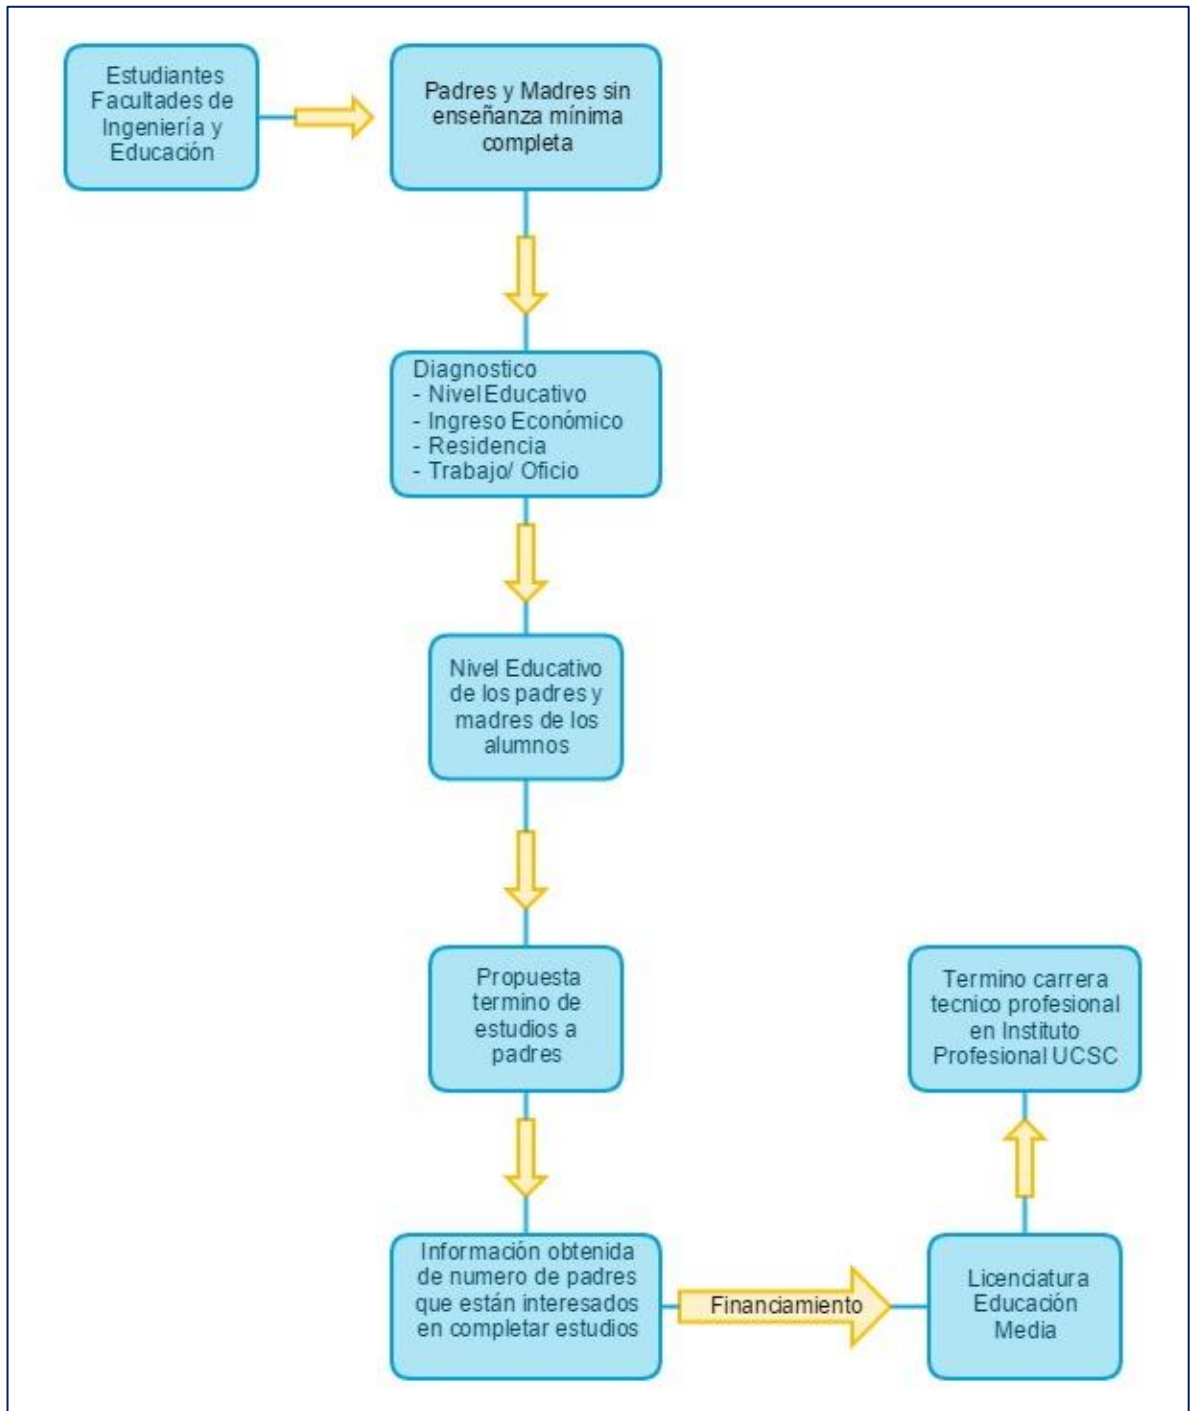 Estudiantes
Facultades de
Ingeniería y
Educación
Padres y Madres sin
enseñanza mínima
completa
Diagnostico
- Nivel Educativo
- Ingreso Económico
- Residencia
- Trabajo/ Oficio
Nivel Educativo
de los padres y
madres de los
alumnos
Propuesta
termino de
estudios a
padres
Información obtenida
de numero de padres
que están interesados
en completar estudios
Financiamiento
Licenciatura
Educación
Media
Termino carrera
tecnico profesional
en Instituto
Profesional UCSC